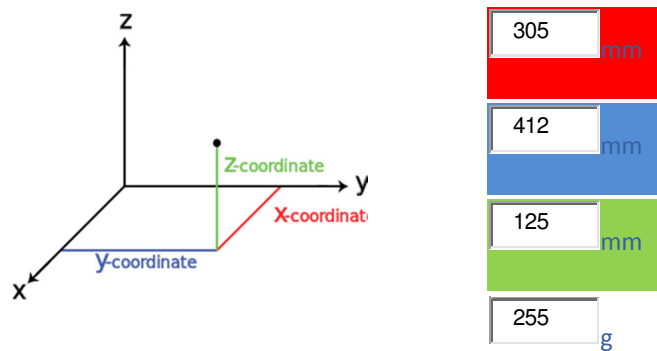 z
z-coordinate
y
x-coordinat
y-coordinate
x
305
mm
412
mm
125
mm
255
g